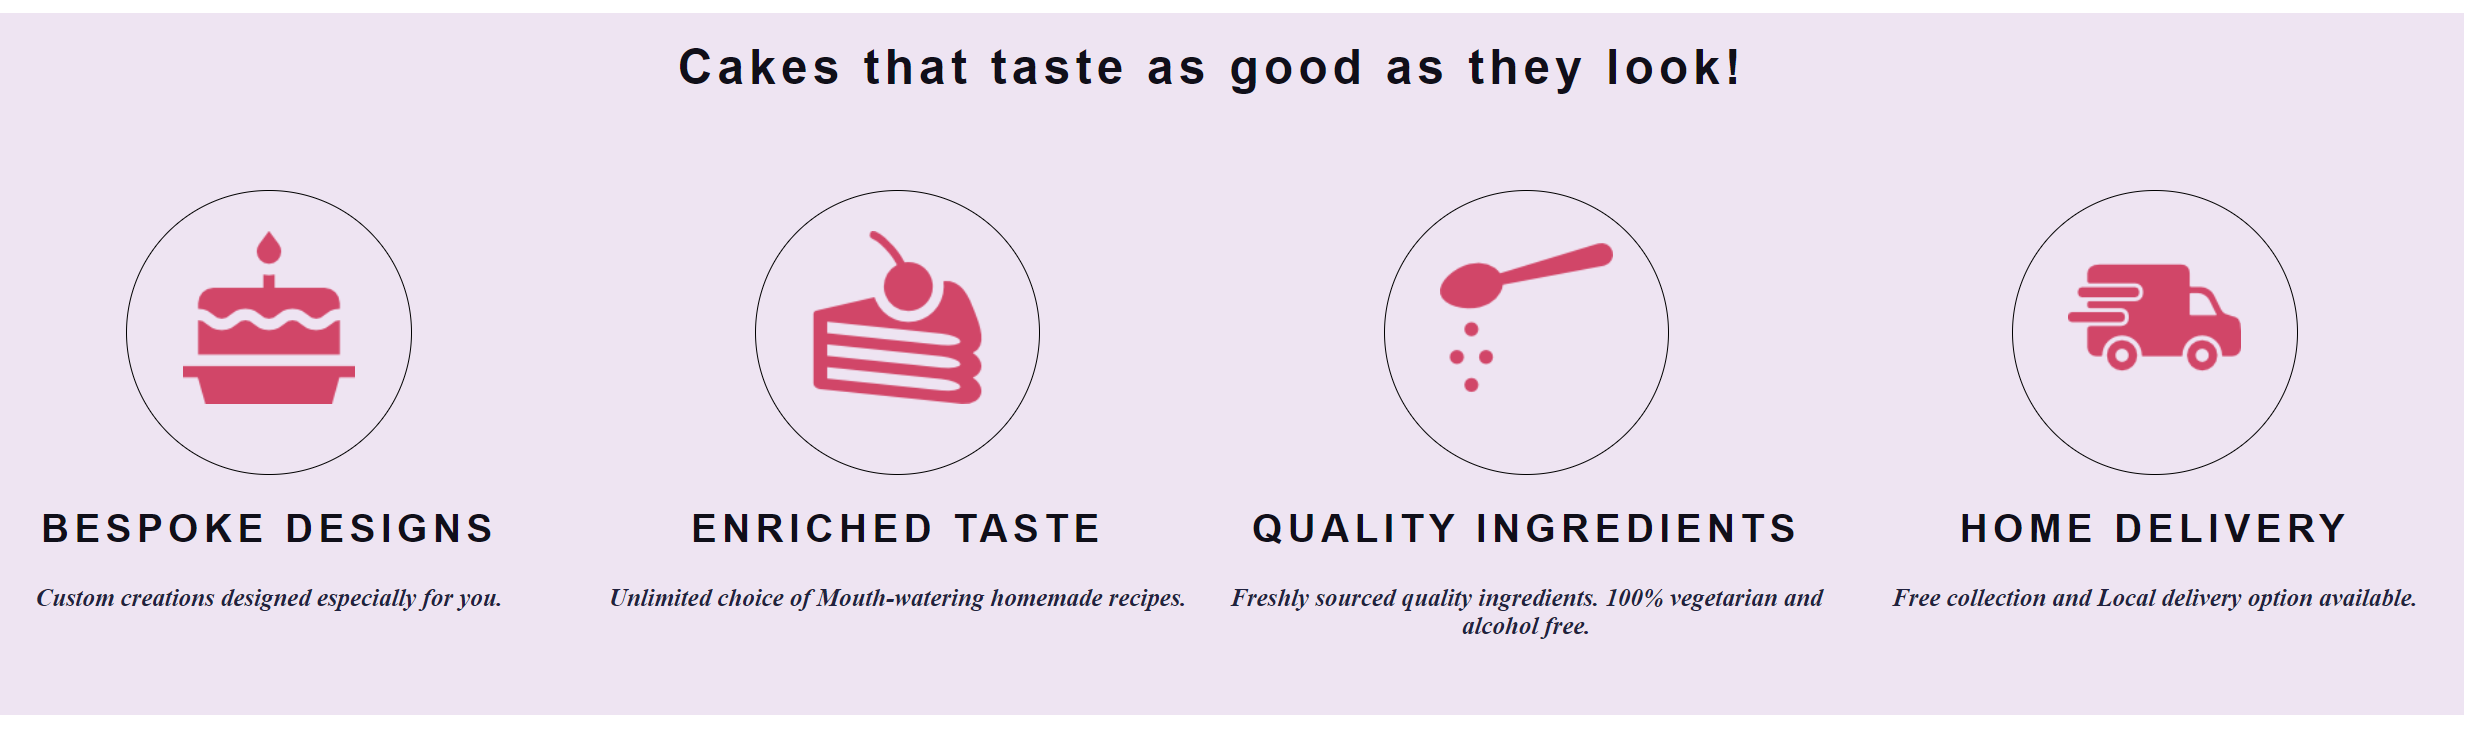 Cakes that taste as good as they look!
BESPOKE DESIGNS
Custom creations designed especially for you.
ENRICHED TASTE
Unlimited choice of Mouth-watering homemade recipes.
QUALITY INGREDIENTS
Freshly sourced quality ingredients. 100% vegetarian and
alcohol free.
HOME DELIVERY
Free collection and Local delivery option available.